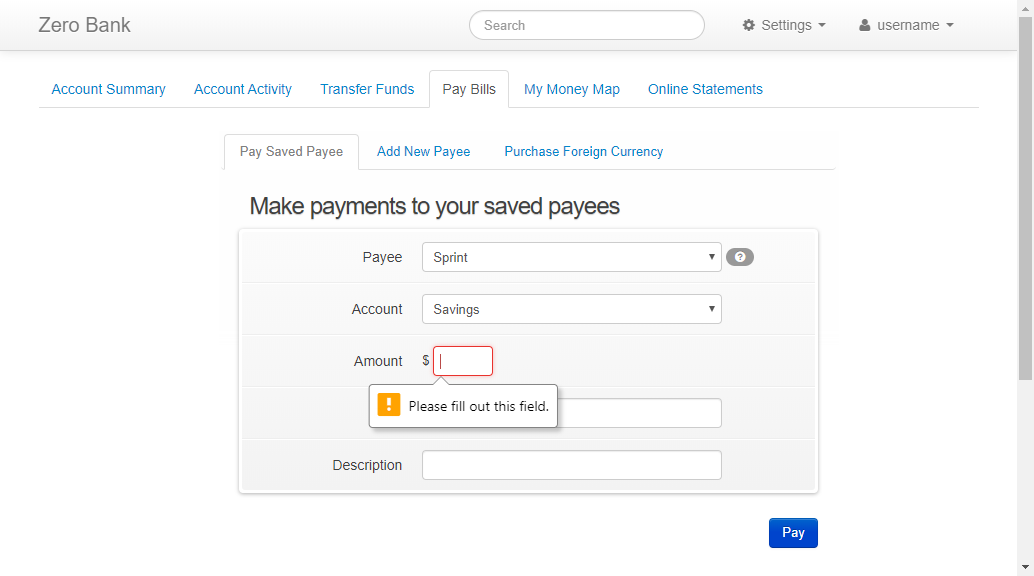 Zero Bank Search Settings username
Account Summary Account Activity Transfer Funds Pay Bills My Money Map Online Statements
Pay Saved Payee Add New Payee Purchase Foreign Currency
Make payments to your saved payees
Payee Sprint ?
Account Savings
Amount $
! Please fill out this field.
Description
Pay